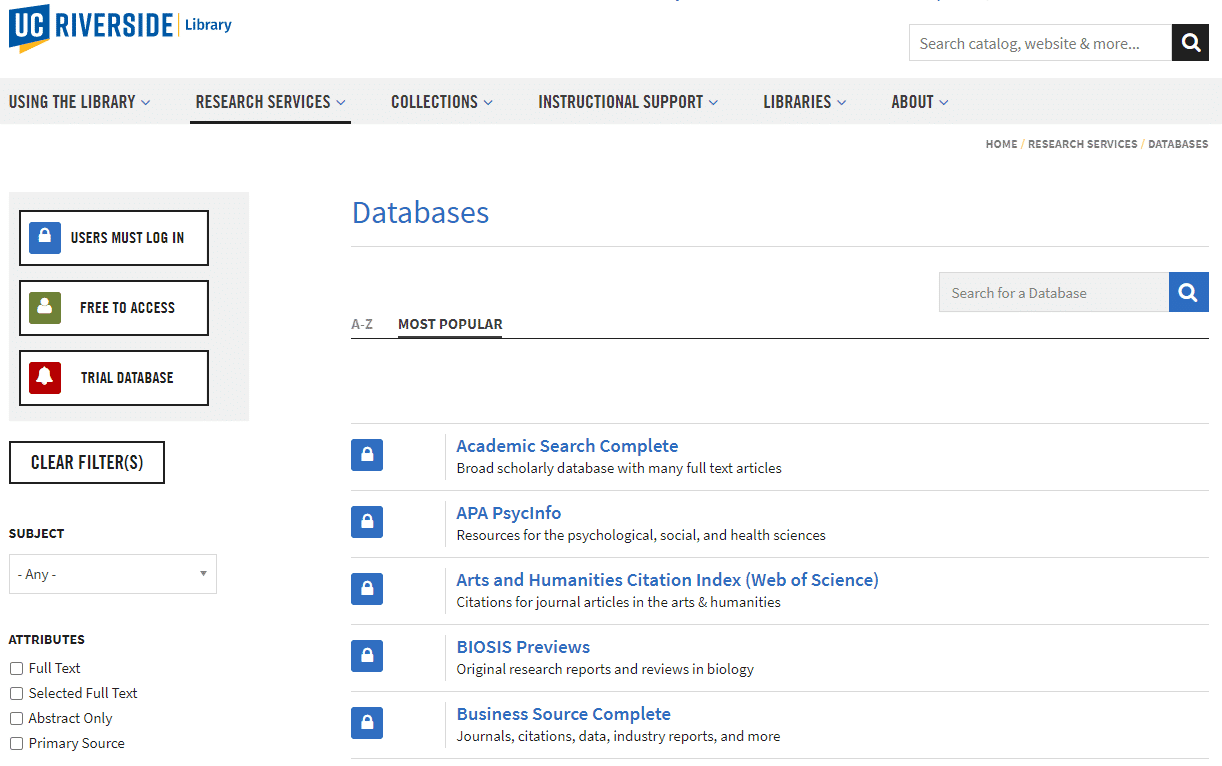 UC RIVERSIDE Library
Search catalog, website & more...
USING THE LIBRARY RESEARCH SERVICES COLLECTIONS INSTRUCTIONAL SUPPORT LIBRARIES ABOUT
HOME / RESEARCH SERVICES / DATABASES
USERS MUST LOG IN
FREE TO ACCESS
TRIAL DATABASE
CLEAR FILTER(S)
SUBJECT
- Any -
ATTRIBUTES
Full Text
Selected Full Text
Abstract Only
Primary Source
Databases
Search for a Database
A-Z MOST POPULAR
Academic Search Complete
Broad scholarly database with many full text articles
APA PsycInfo
Resources for the psychological, social, and health sciences
Arts and Humanities Citation Index (Web of Science)
Citations for journal articles in the arts & humanities
BIOSIS Previews
Original research reports and reviews in biology
Business Source Complete
Journals, citations, data, industry reports, and more